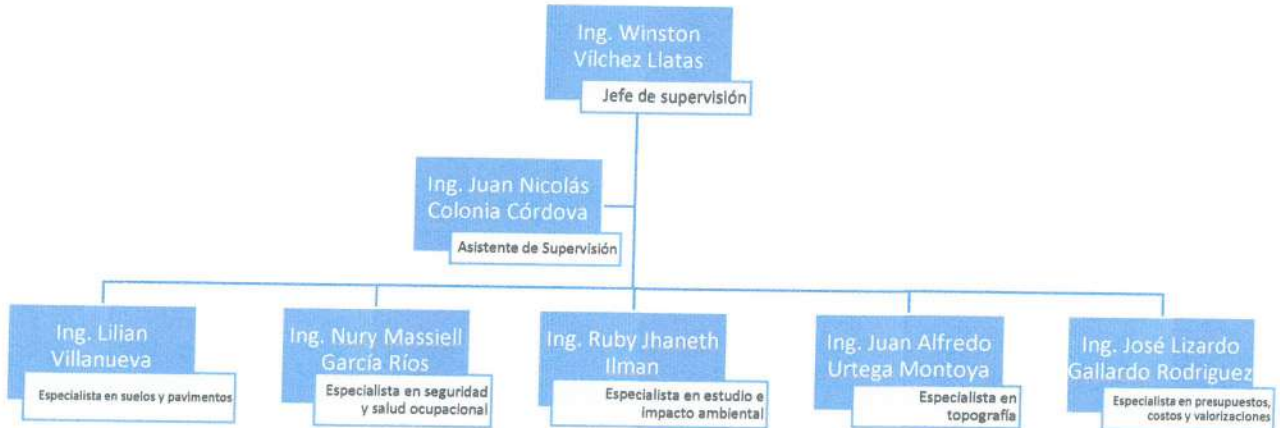 Ing. Winston
Vílchez Llatas
Jefe de supervisión
Ing. Juan Nicolás
Colonia Córdova
Asistente de Supervisión
Ing. Lilian
Villanueva
Especialista en suelos y pavimentos
Ing. Nury Massiell
García Ríos
Especialista en seguridad
y salud ocupacional
Ing. Ruby Jhaneth
Ilman
Especialista en estudio e
impacto ambiental
Ing. Juan Alfredo
Urtega Montoya
Especialista en
topografía
Ing. José Lizardo
Gallardo Rodriguez
Especialista en presupuestos,
costos y valorizaciones